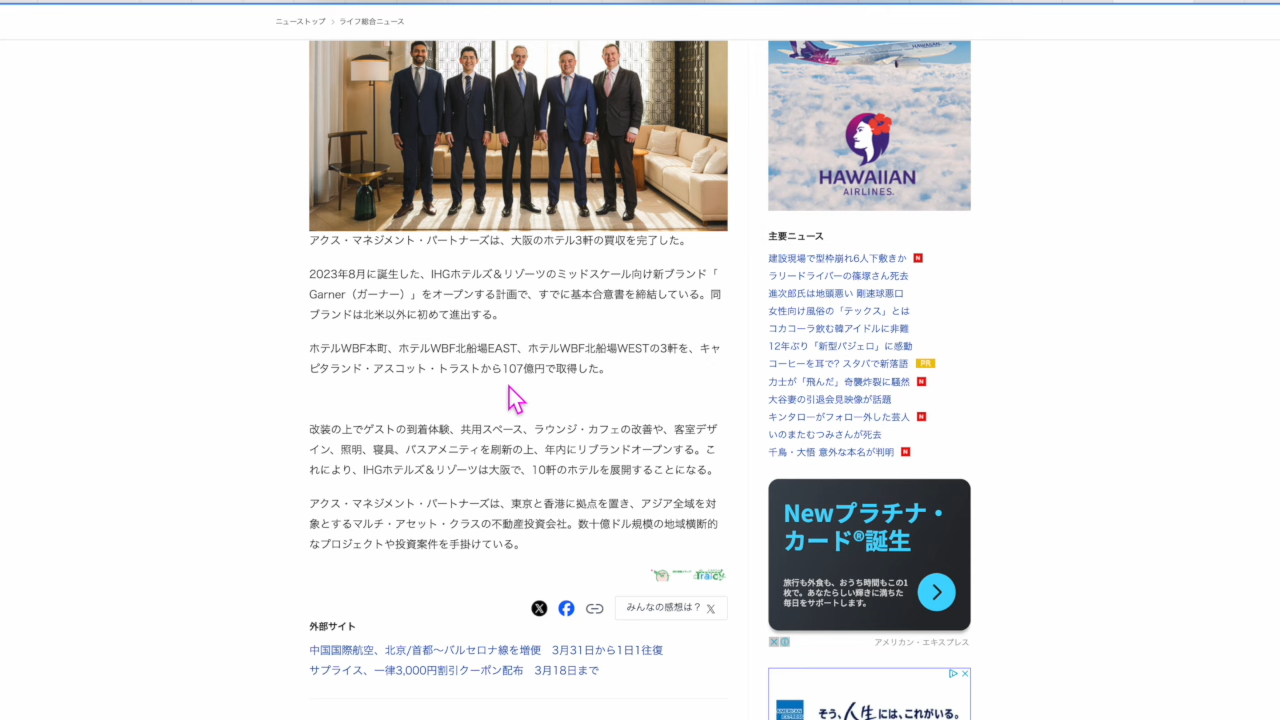 ニューストップ > ライフ総合ニュース
アクス・マネジメント・パートナーズは、大阪のホテル3軒の買収を完了した。
2023年8月に誕生した、IHGホテルズ＆リゾーツのミッドスケール向け新ブランド「
Garner（ガーナー）」をオープンする計画で、すでに基本合意書を締結している。同
ブランドは北米以外に初めて進出する。
ホテルWBF本町、ホテルWBF北船場EAST、ホテルWBF北船場WESTの3軒を、キャ
ピタランド・アスコット・トラストから107億円で取得した。
改装の上でゲストの到着体験、共用スペース、ラウンジ・カフェの改善や、客室デザ
イン、照明、寝具、バスアメニティを刷新の上、年内にリブランドオープンする。こ
れにより、IHGホテルズ＆リゾーツは大阪で、10軒のホテルを展開することになる。
アクス・マネジメント・パートナーズは、東京と香港に拠点を置き、アジア全域を対
象とするマルチ・アセット・クラスの不動産投資会社。数十億ドル規模の地域横断的
なプロジェクトや投資案件を手掛けている。
Traicy
みんなの感想は？
外部サイト
中国国際航空、北京/首都〜バルセロナ線を増便　3月31日から1日1往復
サプライス、一律3,000円割引クーポン配布　3月18日まで
HAWAIIAN
HAWAIIAN
AIRLINES.
主要ニュース
建設現場で型枠崩れ6人下敷きか N
ラリードライバーの篠塚さん死去
進次郎氏は地頭悪い 剛速球悪口
女性向け風俗の「テックス」とは
コカコーラ飲む韓アイドルに非難
12年ぶり「新型パジェロ」に感動
コーヒーを耳で? スタバで新落語 PR
力士が「飛んだ」奇襲炸裂に騒然 N
大谷妻の引退会見映像が話題
キンタローがフォロー外した芸人 N
いのまたむつみさんが死去
千鳥・大悟 意外な本名が判明 N
Newプラチナ・
カード®誕生
旅行も外食も、おうち時間もこの1
枚で。あなたらしい輝きに満ちた
毎日をサポートします。
アメリカン・エキスプレス
AMERICAN
EXPRESS
そう、人生には、これがいる。